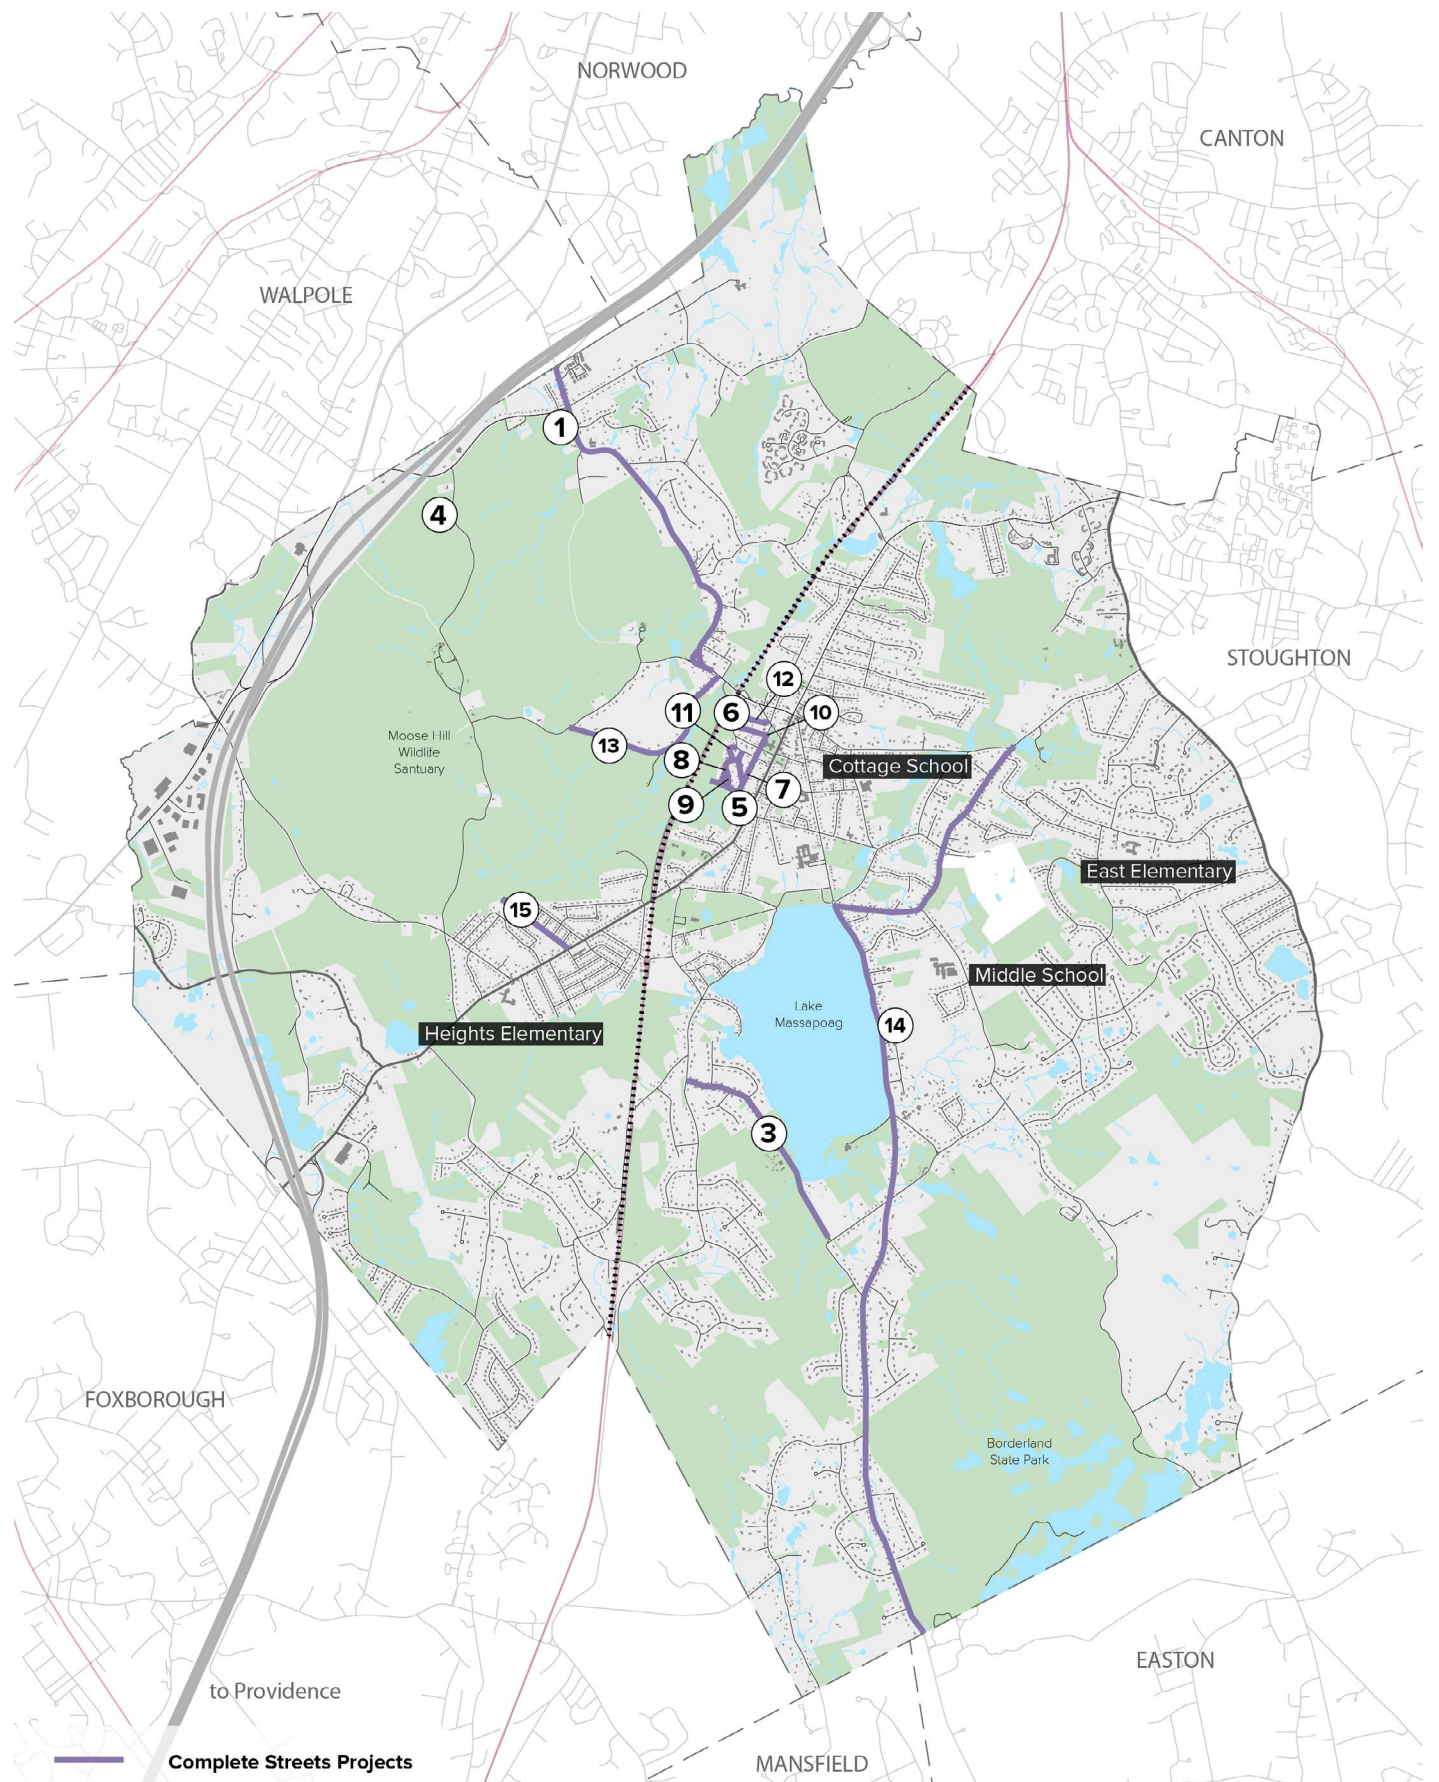 NORWOOD
CANTON
WALPOLE
1
4
STOUGHTON
12
11
6
10
Moose Hill
Wildlife
Santuary
13
8
Cottage School
7
9
5
East Elementary
15
Middle School
Lake
Massapoag
14
Heights Elementary
3
FOXBOROUGH
Borderland
State Park
EASTON
to Providence
Complete Streets Projects
MANSFIELD